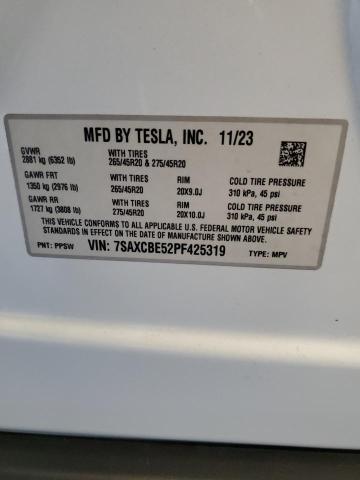 MFD BY TESLA, INC. 11/23
GVWR WITH TIRES
2881 kg (6352 lb) 265/45R20 & 275/45R20
GAWR FRT WITH TIRES RIM COLD TIRE PRESSURE
1350 kg (2976 lb) 265/45R20 20X9.0J 310 kPa, 45 psi
GAWR RR WITH TIRES RIM COLD TIRE PRESSURE
1727 kg (3808 lb) 275/45R20 20X10.0J 310 kPa, 45 psi
THIS VEHICLE CONFORMS TO ALL APPLICABLE U.S. FEDERAL MOTOR VEHICLE SAFETY
STANDARDS IN EFFECT ON THE DATE OF MANUFACTURE SHOWN ABOVE.
PNT: PPSW VIN: 7SAXCBE52PF425319 TYPE: MPV